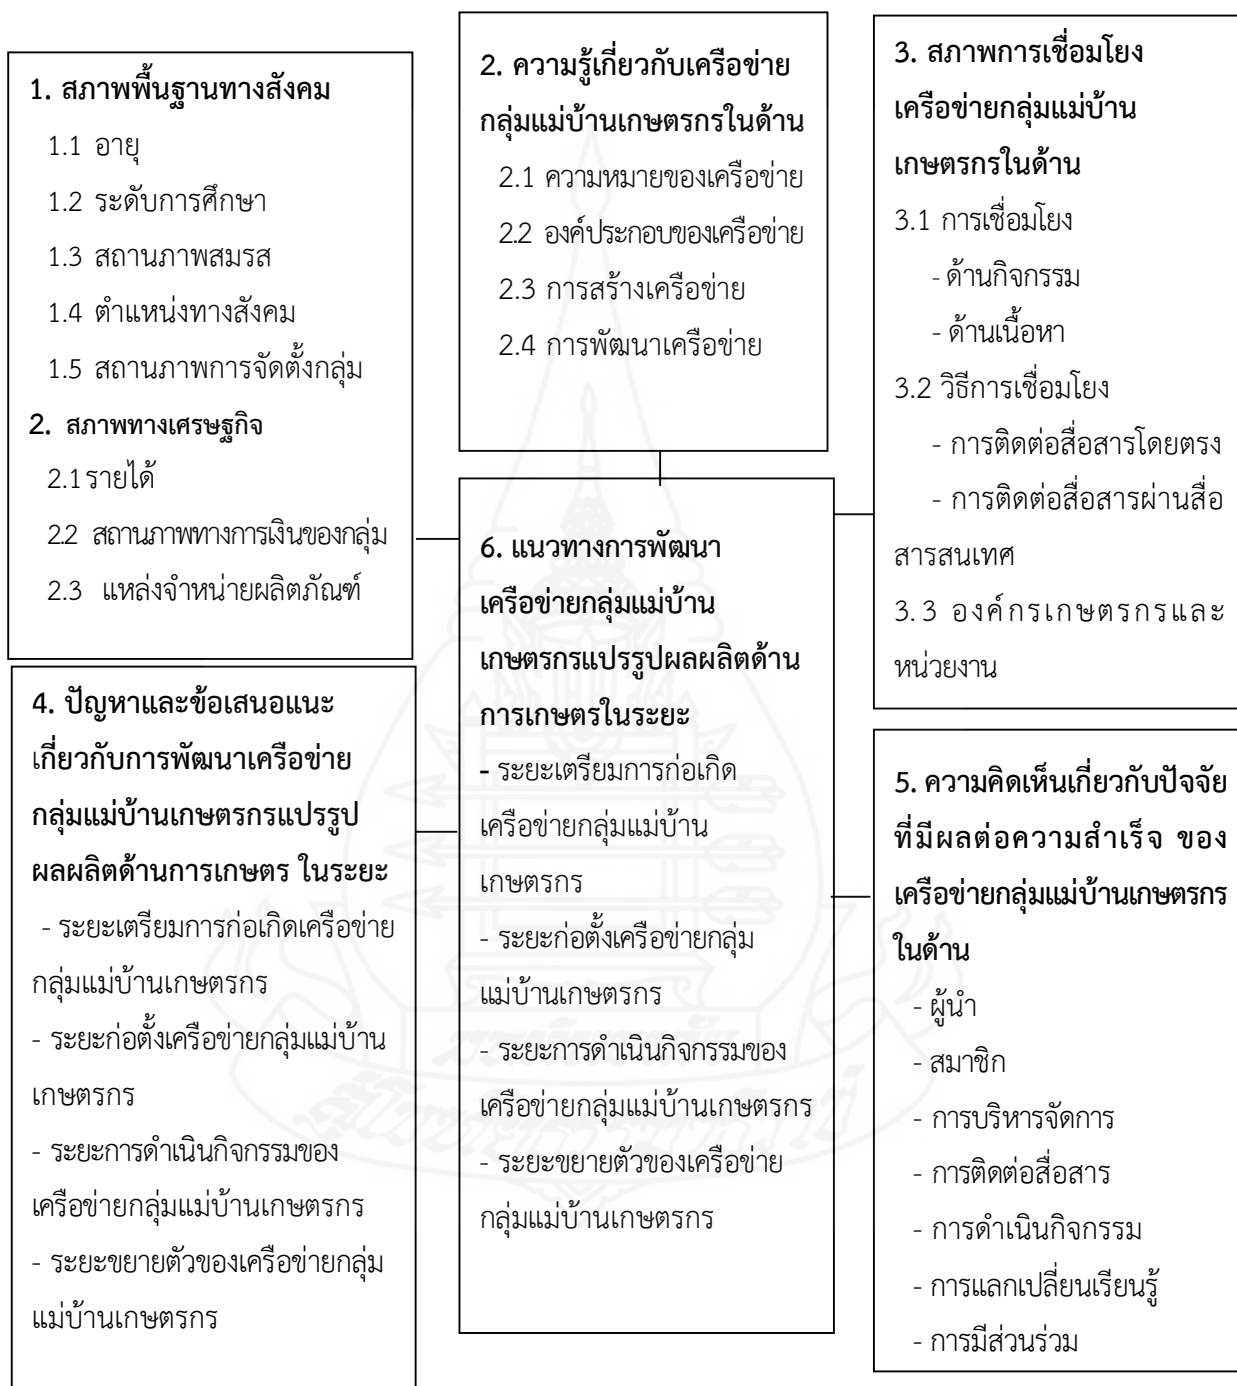 1. สภาพพื้นฐานทางสังคม
1.1 อายุ
1.2 ระดับการศึกษา
1.3 สถานภาพสมรส
1.4 ตำแหน่งทางสังคม
1.5 สถานภาพการจัดตั้งกลุ่ม
2. สภาพทางเศรษฐกิจ
2.1 รายได้
2.2 สถานภาพทางการเงินของกลุ่ม
2.3 แหล่งจำหน่ายผลิตภัณฑ์
2. ความรู้เกี่ยวกับเครือข่าย
กลุ่มแม่บ้านเกษตรกรในด้าน
2.1 ความหมายของเครือข่าย
2.2 องค์ประกอบของเครือข่าย
2.3 การสร้างเครือข่าย
2.4 การพัฒนาเครือข่าย
3. สภาพการเชื่อมโยง
เครือข่ายกลุ่มแม่บ้าน
เกษตรกรในด้าน
3.1 การเชื่อมโยง
- ด้านกิจกรรม
- ด้านเนื้อหา
3.2 วิธีการเชื่อมโยง
- การติดต่อสื่อสารโดยตรง
- การติดต่อสื่อสารผ่านสื่อ
สารสนเทศ
3.3 องค์กรเกษตรกรและ
หน่วยงาน
4. ปัญหาและข้อเสนอแนะ
เกี่ยวกับการพัฒนาเครือข่าย
กลุ่มแม่บ้านเกษตรกรแปรรูป
ผลผลิตด้านการเกษตร ในระยะ
- ระยะเตรียมการก่อเกิดเครือข่าย
กลุ่มแม่บ้านเกษตรกร
- ระยะก่อตั้งเครือข่ายกลุ่มแม่บ้าน
เกษตรกร
- ระยะการดำเนินกิจกรรมของ
เครือข่ายกลุ่มแม่บ้านเกษตรกร
- ระยะขยายตัวของเครือข่ายกลุ่ม
แม่บ้านเกษตรกร
6. แนวทางการพัฒนา
เครือข่ายกลุ่มแม่บ้าน
เกษตรกรแปรรูปผลผลิตด้าน
การเกษตรในระยะ
- ระยะเตรียมการก่อเกิด
เครือข่ายกลุ่มแม่บ้าน
เกษตรกร
- ระยะก่อตั้งเครือข่ายกลุ่ม
แม่บ้านเกษตรกร
- ระยะการดำเนินกิจกรรมของ
เครือข่ายกลุ่มแม่บ้านเกษตรกร
- ระยะขยายตัวของเครือข่าย
กลุ่มแม่บ้านเกษตรกร
5. ความคิดเห็นเกี่ยวกับปัจจัย
ที่มีผลต่อความสำเร็จ ของ
เครือข่ายกลุ่มแม่บ้านเกษตรกร
ในด้าน
- ผู้นำ
- สมาชิก
- การบริหารจัดการ
- การติดต่อสื่อสาร
- การดำเนินกิจกรรม
- การแลกเปลี่ยนเรียนรู้
- การมีส่วนร่วม